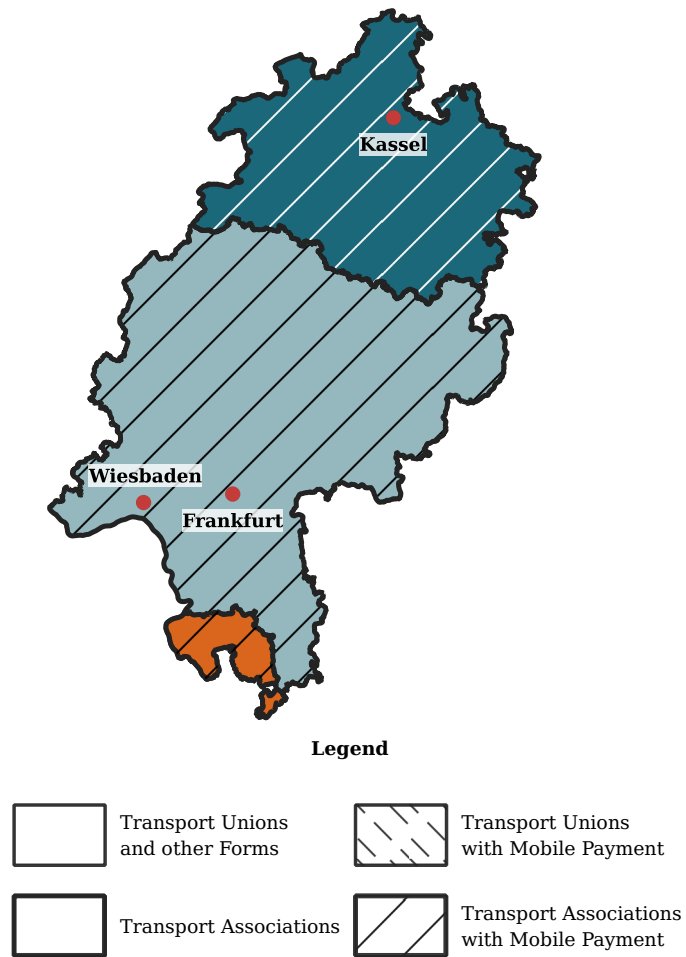 Kassel
Wiesbaden
Frankfurt
Legend
Transport Unions
and other Forms
Transport Unions
with Mobile Payment
Transport Associations
Transport Associations
with Mobile Payment